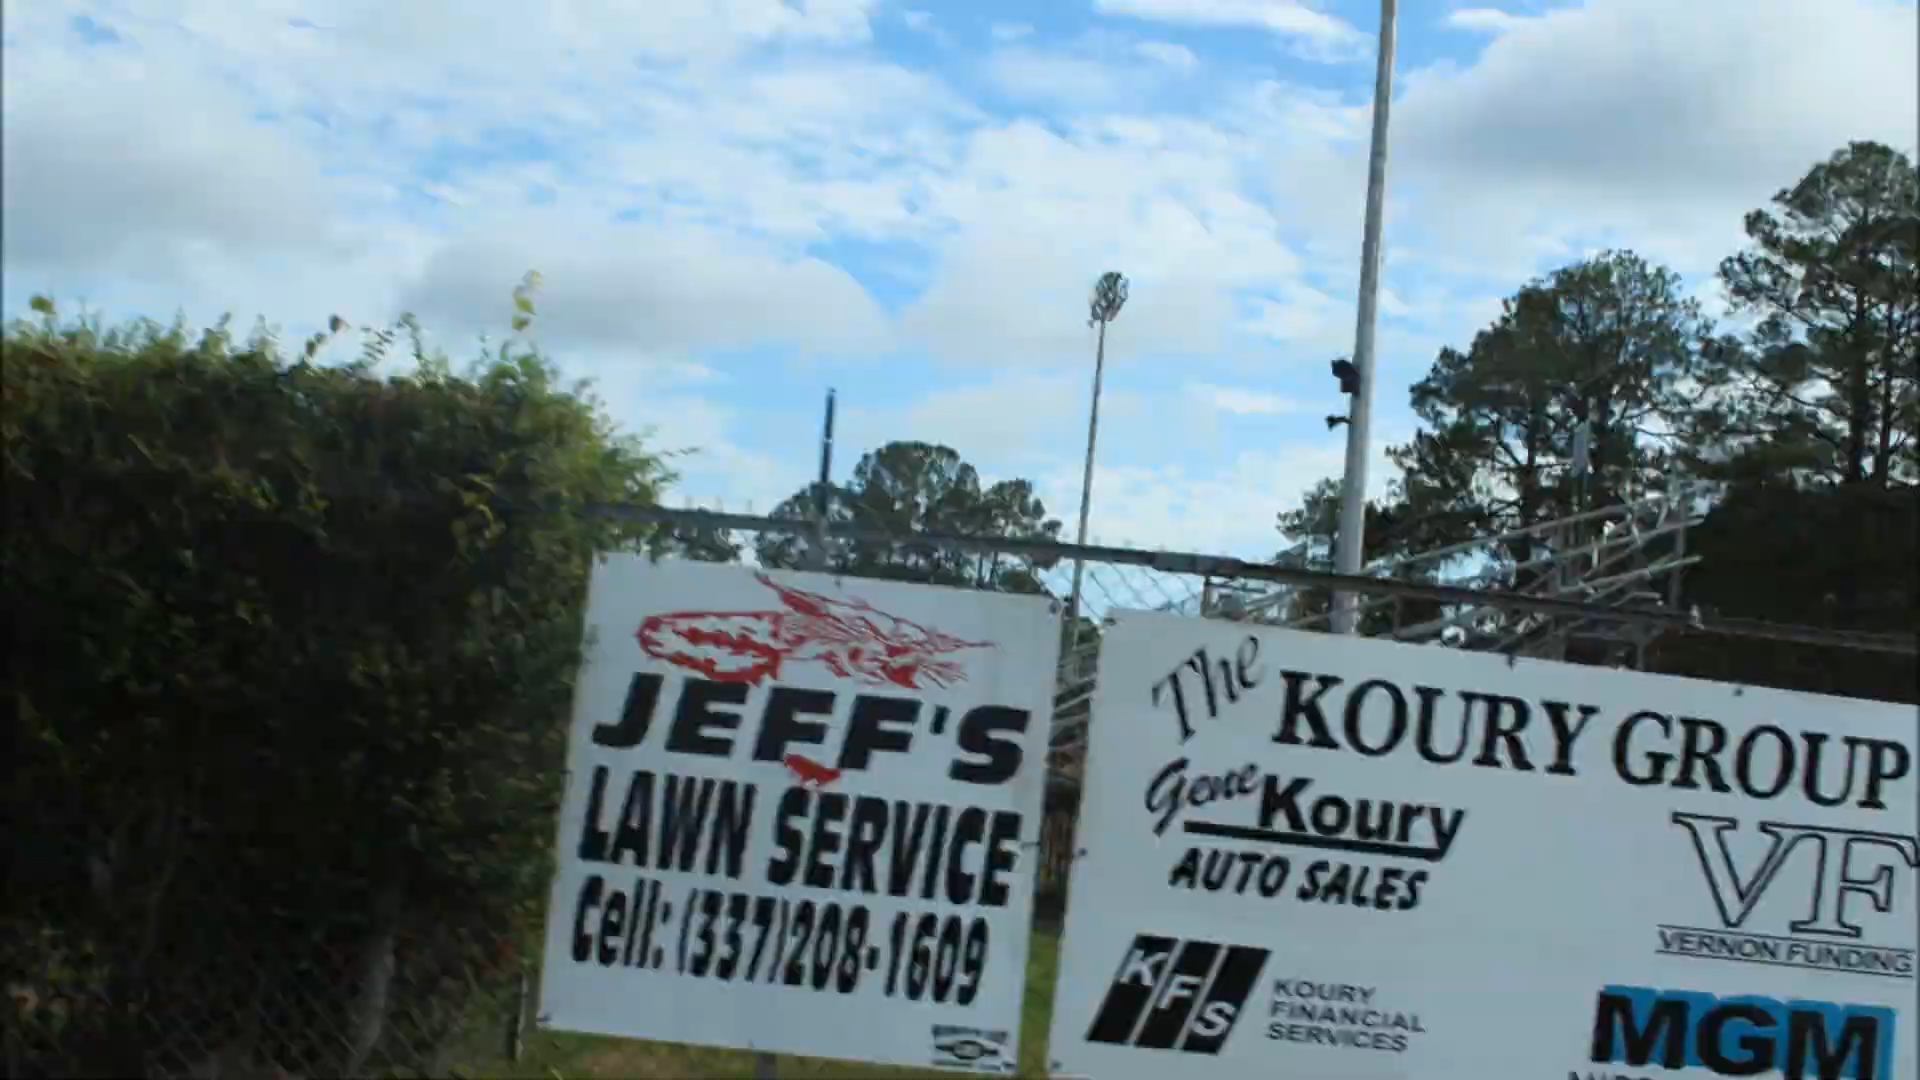 JEFF'S
LAWN SERVICE
Cell: (337)208-1609
The KOURY GROUP
Gene Koury
AUTO SALES
VF
VERNON FUNDING
KFS
KOURY
FINANCIAL
SERVICES
MGM